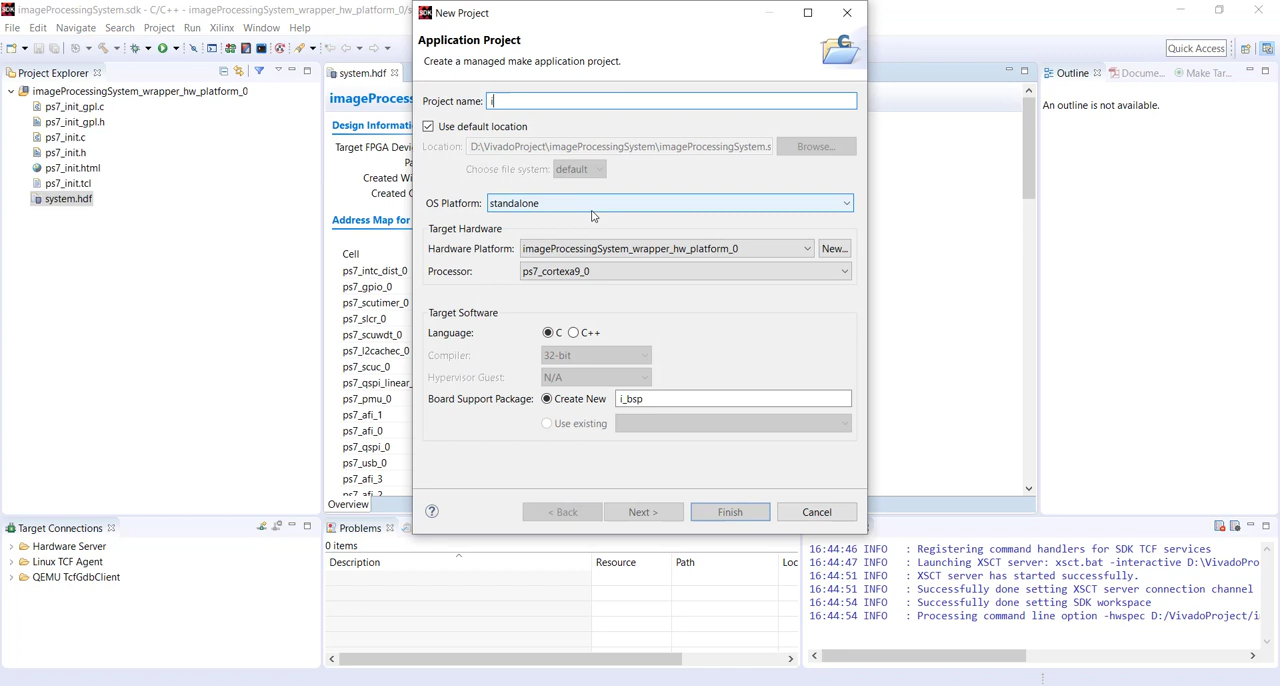 imageProcessingSystem.sdk - C/C++ - imageProcessingSystem_wrapper_hw_platform_0/s
File Edit Navigate Search Project Run Xilinx Window Help
Quick Access
Project Explorer
imageProcessingSystem_wrapper_hw_platform_0
ps7_init_gpl.c
ps7_init_gpl.h
ps7_init.c
ps7_init.h
ps7_init.html
ps7_init.tcl
system.hdf
system.hdf
imageProcess
Design Informati
Target FPGA Devi
Pa
Created Wi
Created C
Address Map for
Cell
ps7_intc_dist_0
ps7_gpio_0
ps7_scutimer_0
ps7_slcr_0
ps7_scuwdt_0
ps7_l2cachec_0
ps7_scuc_0
ps7_qspi_linear_
ps7_pmu_0
ps7_afi_1
ps7_afi_0
ps7_qspi_0
ps7_usb_0
ps7_afi_3
ps7_afi_2
Overview
SDK New Project
Application Project
Create a managed make application project.
Project name: i
Use default location
Location: D:\VivadoProject\imageProcessingSystem\imageProcessingSystem.s Browse...
Choose file system: default
OS Platform: standalone
Target Hardware
Hardware Platform: imageProcessingSystem_wrapper_hw_platform_0 New...
Processor: ps7_cortexa9_0
Target Software
Language: C C++
Compiler: 32-bit
Hypervisor Guest: N/A
Board Support Package: Create New i_bsp
Use existing
? < Back Next > Finish Cancel
Outline Docume... Make Tar...
An outline is not available.
Target Connections
Hardware Server
Linux TCF Agent
QEMU TcfGdbClient
Problems
0 items
Description Resource Path Loc
16:44:46 INFO : Registering command handlers for SDK TCF services
16:44:47 INFO : Launching XSCT server: xsct.bat -interactive D:\VivadoPro
16:44:51 INFO : XSCT server has started successfully.
16:44:51 INFO : Successfully done setting XSCT server connection channel
16:44:54 INFO : Successfully done setting SDK workspace
16:44:54 INFO : Processing command line option -hwspec D:/VivadoProject/i